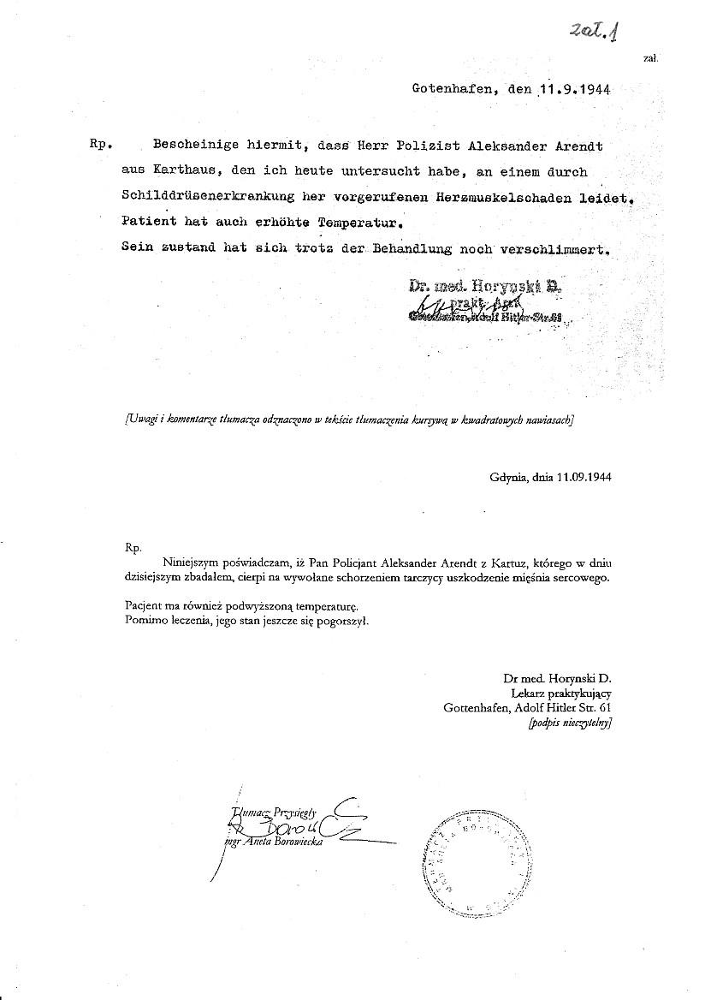 zał.1
zał.
Gotenhafen, den 11.9.1944
Rp. Bescheinige hiermit, dass Herr Polizist Aleksander Arendt
aus Karthaus, den ich heute untersucht habe, an einem durch
Schilddrüsenerkrankung her vorgerufenen Herzmuskelschaden leidet.
Patient hat auch erhöhte Temperatur.
Sein zustand hat sich trotz der Behandlung noch verschlimmert.
Dr. med. Horynski D.
prakt.
Adolf Hitler-Str. 61
[Uwagi i komentarze tłumacza odznaczono w tekście tłumaczenia kursywą w kwadratowych nawiasach]
Gdynia, dnia 11.09.1944
Rp.
Niniejszym poświadczam, iż Pan Policjant Aleksander Arendt z Kartuz, którego w dniu
dzisiejszym zbadałem, cierpi na wywołane schorzeniem tarczycy uszkodzenie mięśnia sercowego.
Pacjent ma również podwyższoną temperaturę.
Pomimo leczenia, jego stan jeszcze się pogorszył.
Dr med. Horynski D.
Lekarz praktykujący
Gottenhafen, Adolf Hitler Str. 61
[podpis nieczytelny]
Tłumacz Przysięgły
mgr Aneta Borowiecka